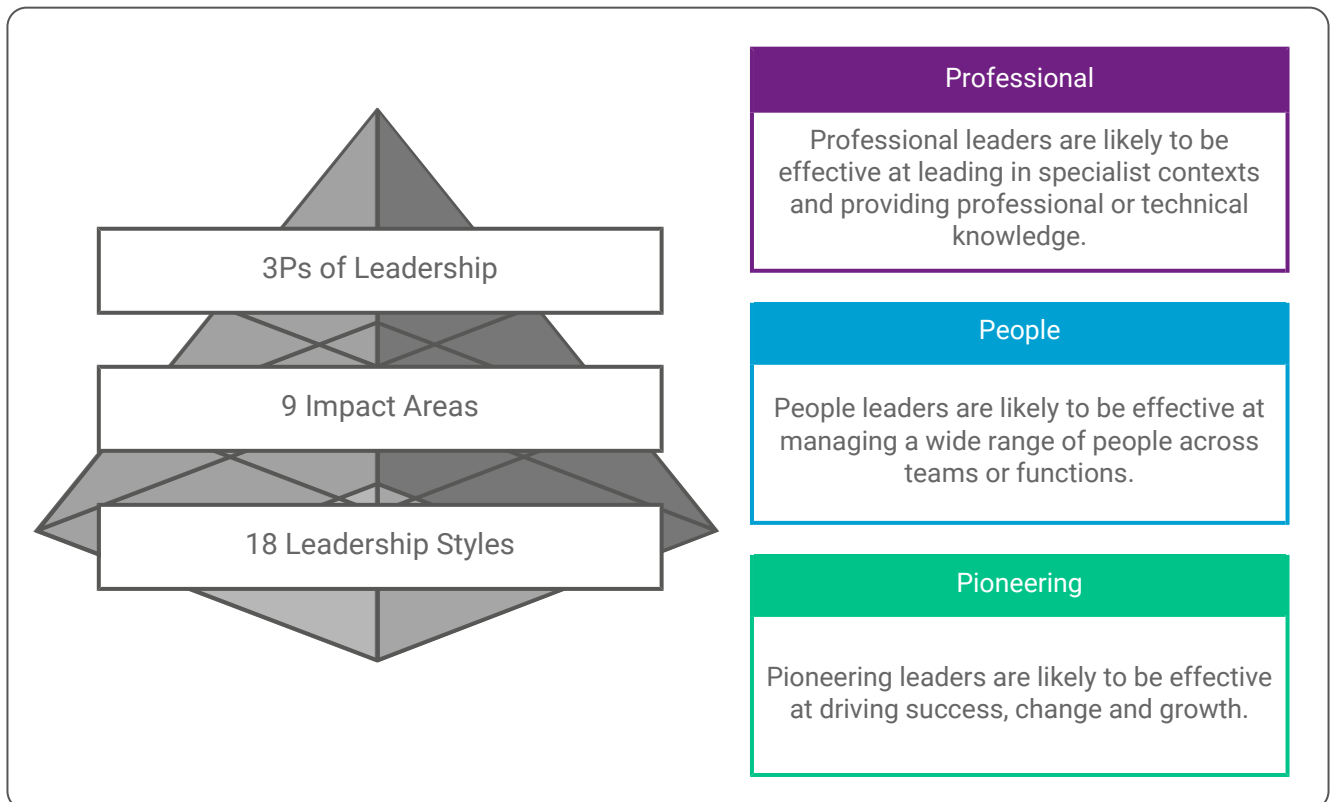 3Ps of Leadership
9 Impact Areas
18 Leadership Styles
Professional
Professional leaders are likely to be
effective at leading in specialist contexts
and providing professional or technical
knowledge.
People
People leaders are likely to be effective at
managing a wide range of people across
teams or functions.
Pioneering
Pioneering leaders are likely to be effective
at driving success, change and growth.